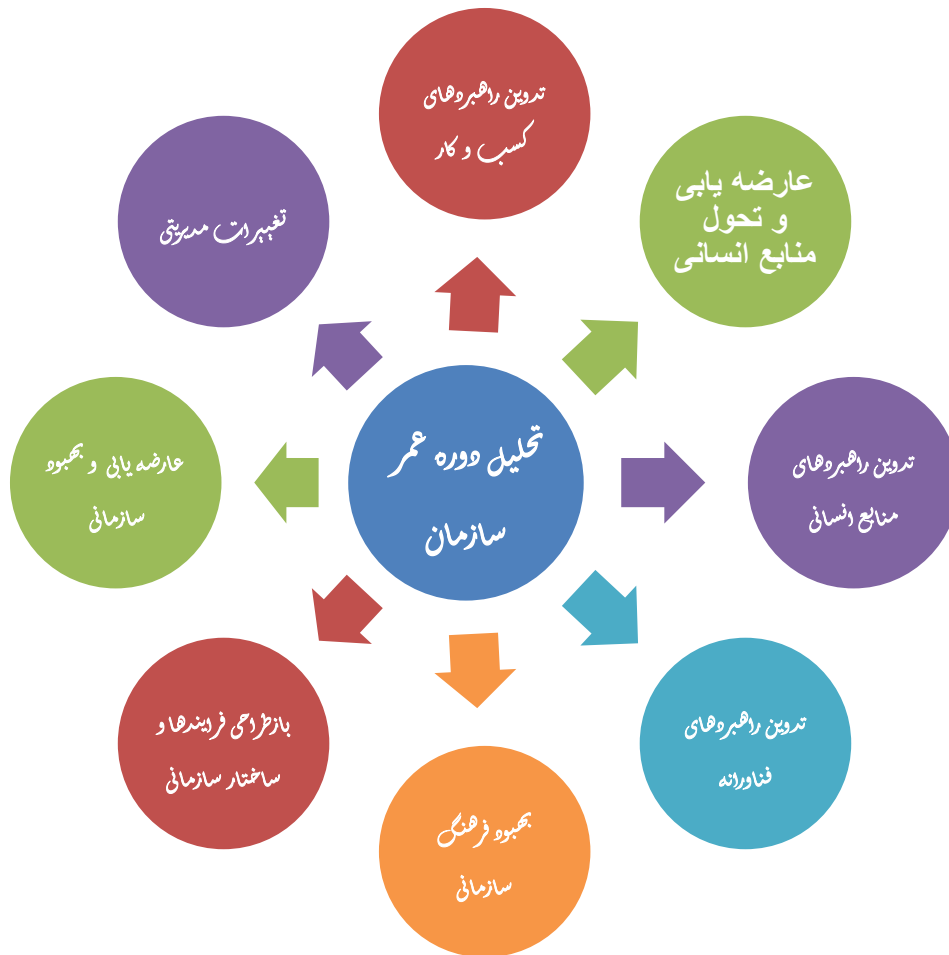 تدوین راهبردهای
کسب و کار
عارضه یابی
و تحول
منابع انسانی
تغییرات مدیریتی
تحلیل دوره عمر
سازمان
عارضه یابی و بهبود
سازمانی
تدوین راهبردهای
منابع انسانی
بازطراحی فرایندها و
ساختار سازمانی
تدوین راهبردهای
فناورانه
بهبود فرهنگ
سازمانی